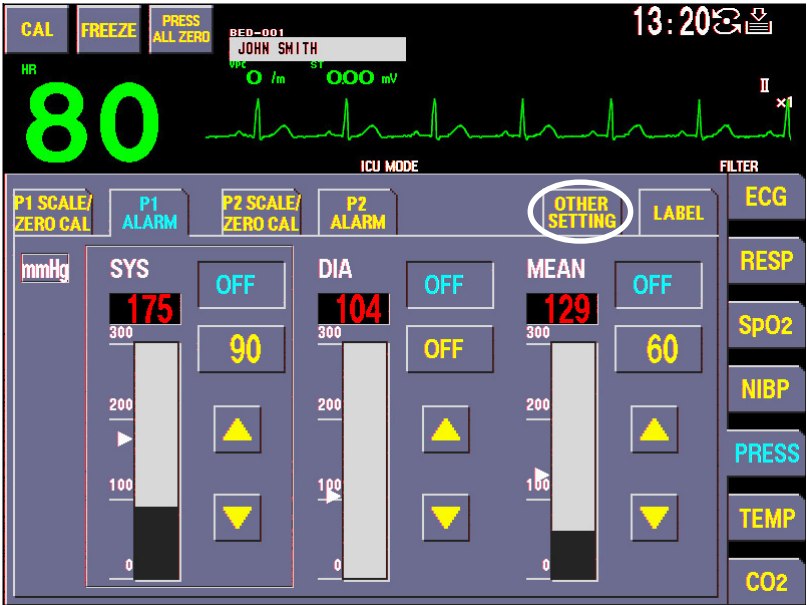 CAL
FREEZE
PRESS
ALL ZERO
BED-001
JOHN SMITH
13:20
HR
80
VPC
0 /m
ST
0.00 mV
II
x1
ICU MODE
FILTER
P1 SCALE/
ZERO CAL
P1
ALARM
P2 SCALE/
ZERO CAL
P2
ALARM
OTHER
SETTING
LABEL
ECG
RESP
SpO2
NIBP
PRESS
TEMP
CO2
mmHg
SYS
175
OFF
90
300
200
100
0
DIA
104
OFF
OFF
300
200
100
0
MEAN
129
OFF
60
300
200
100
0